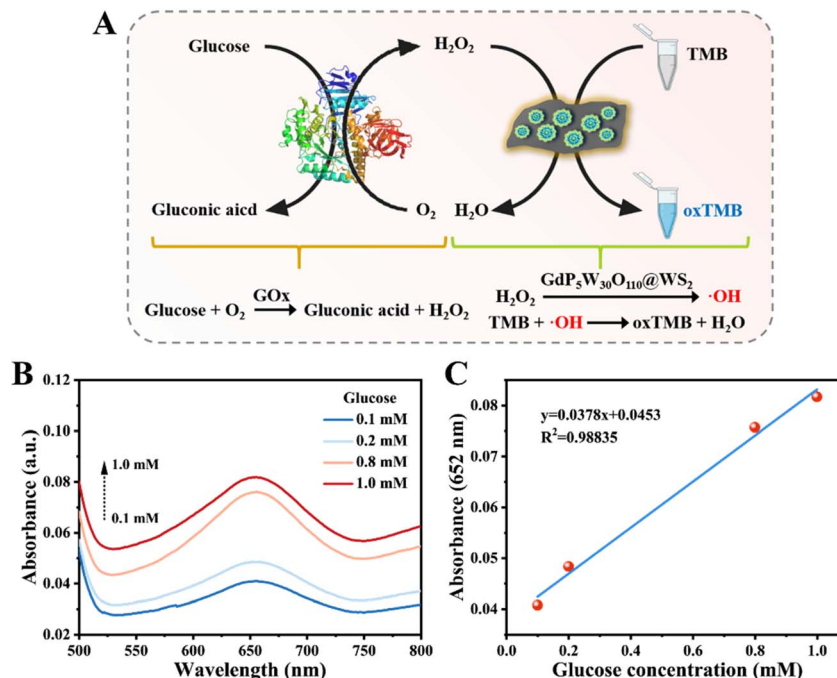 A
Glucose
H₂O₂
TMB
Gluconic aicd
O₂
H₂O
oxTMB
Glucose + O₂ GOx Gluconic acid + H₂O₂
GdP₅W₃₀O₁₁₀@WS₂
H₂O₂ ·OH
TMB + ·OH oxTMB + H₂O
B
Absorbance (a.u.)
0.12
0.10
0.08
0.06
0.04
0.02
Glucose
0.1 mM
0.2 mM
0.8 mM
1.0 mM
1.0 mM
0.1 mM
500 550 600 650 700 750 800
Wavelength (nm)
C
Absorbance (652 nm)
0.08
0.07
0.06
0.05
0.04
y=0.0378x+0.0453
R²=0.98835
0.0 0.2 0.4 0.6 0.8 1.0
Glucose concentration (mM)